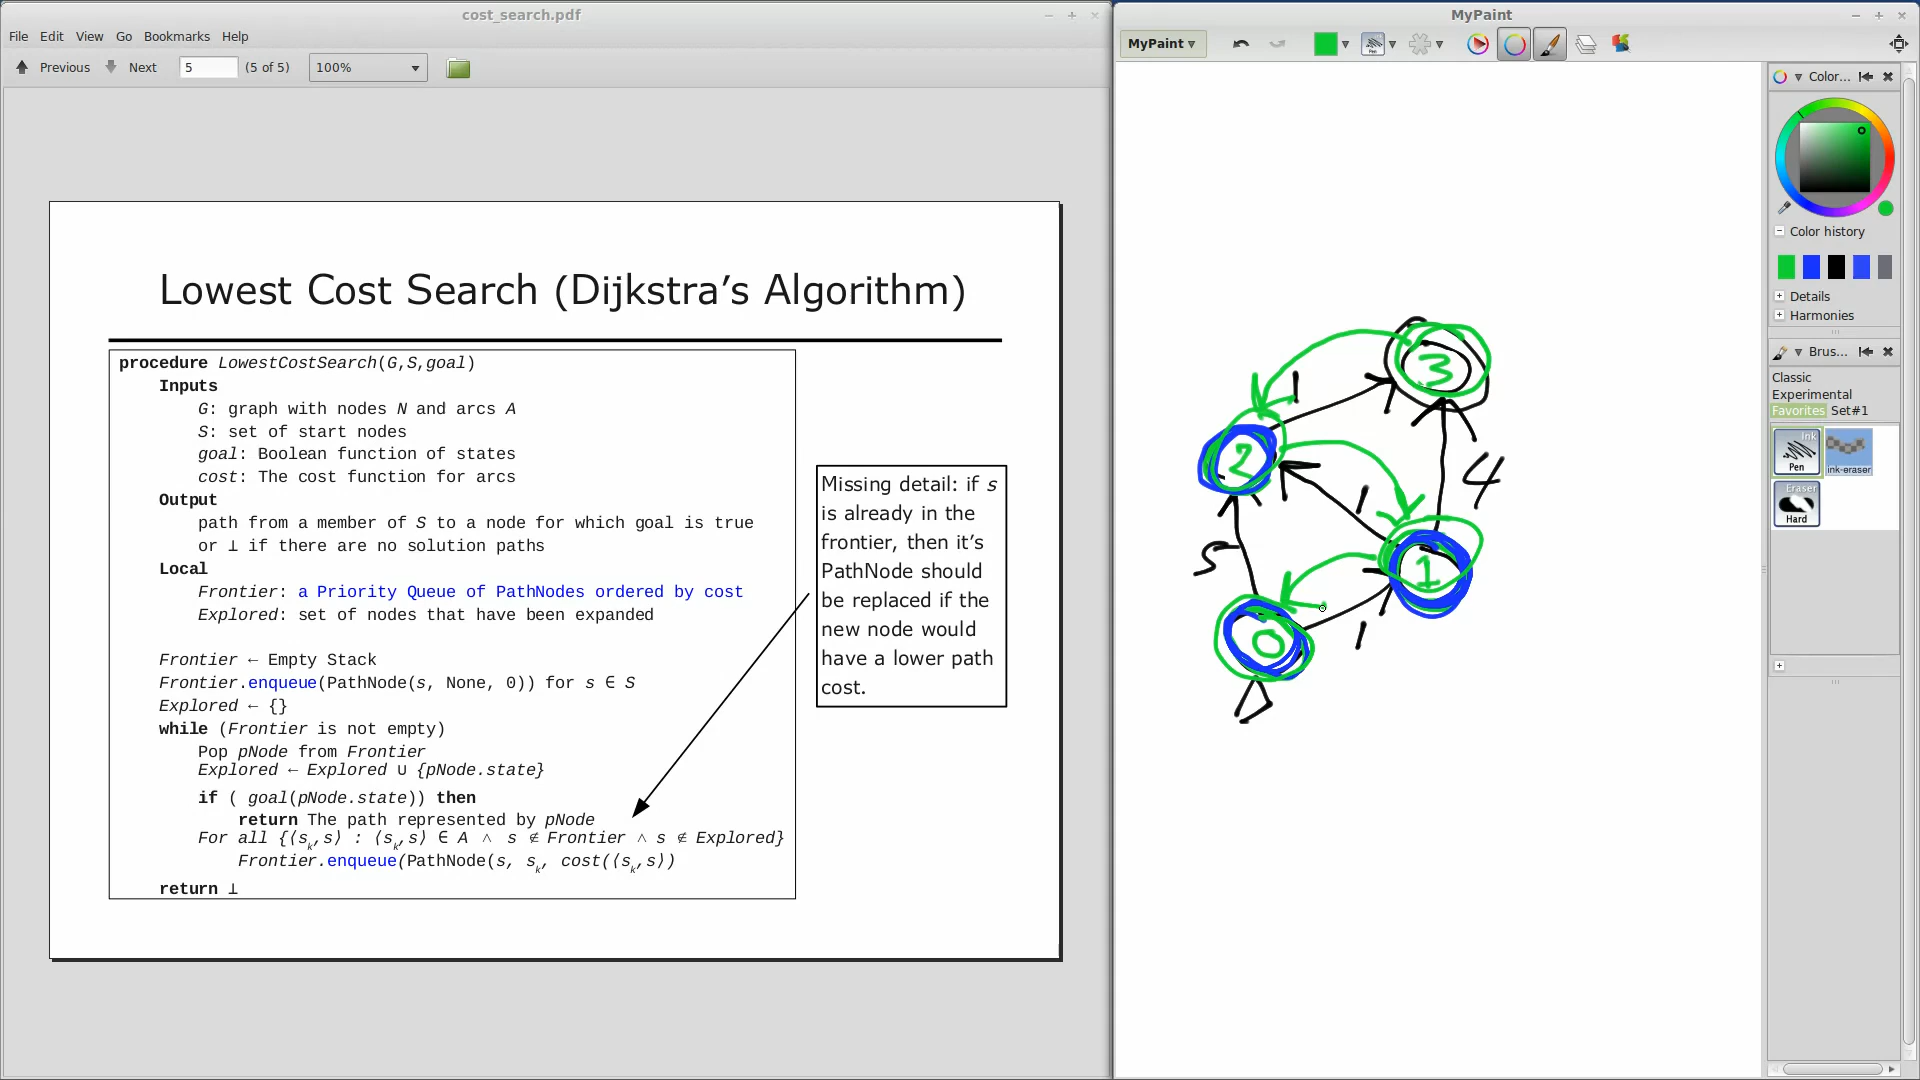 cost_search.pdf
File Edit View Go Bookmarks Help
Previous Next 5 (5 of 5) 100%
Lowest Cost Search (Dijkstra’s Algorithm)
procedure LowestCostSearch(G,S,goal)
Inputs
G: graph with nodes N and arcs A
S: set of start nodes
goal: Boolean function of states
cost: The cost function for arcs
Output
path from a member of S to a node for which goal is true
or ⊥ if there are no solution paths
Local
Frontier: a Priority Queue of PathNodes ordered by cost
Explored: set of nodes that have been expanded
Frontier ← Empty Stack
Frontier.enqueue(PathNode(s, None, 0)) for s ∈ S
Explored ← {}
while (Frontier is not empty)
Pop pNode from Frontier
Explored ← Explored ∪ {pNode.state}
if ( goal(pNode.state)) then
return The path represented by pNode
For all {⟨sk,s⟩ : ⟨sk,s⟩ ∈ A ∧ s ∉ Frontier ∧ s ∉ Explored}
Frontier.enqueue(PathNode(s, sk, cost(⟨sk,s⟩)
return ⊥
Missing detail: if s
is already in the
frontier, then it’s
PathNode should
be replaced if the
new node would
have a lower path
cost.
MyPaint
MyPaint
3
1
2
1
4
5
1
0
1
Color...
Color history
Details
Harmonies
Brus...
Classic
Experimental
Favorites Set#1
Ink
Pen
ink-eraser
Eraser
Hard